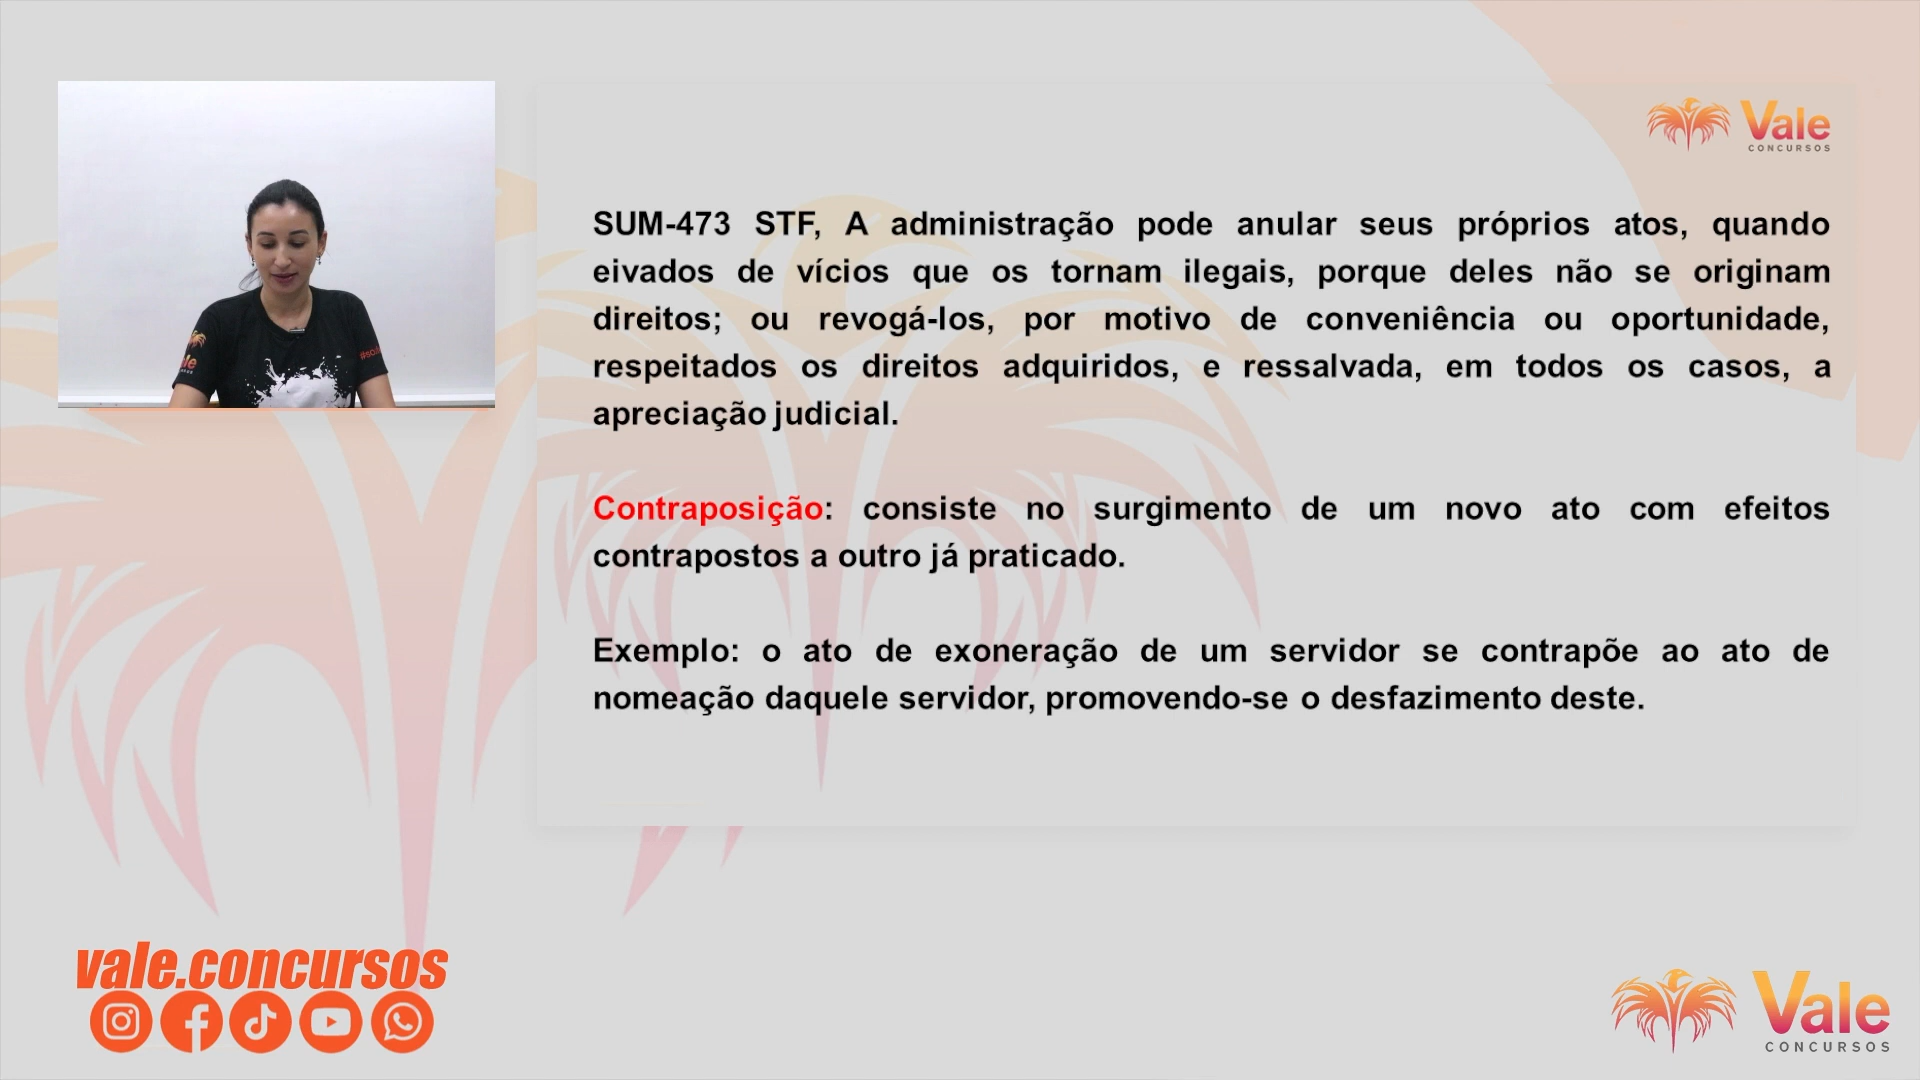 Vale
CONCURSOS
SUM-473 STF, A administração pode anular seus próprios atos, quando
eivados de vícios que os tornam ilegais, porque deles não se originam
direitos; ou revogá-los, por motivo de conveniência ou oportunidade,
respeitados os direitos adquiridos, e ressalvada, em todos os casos, a
apreciação judicial.
Contraposição: consiste no surgimento de um novo ato com efeitos
contrapostos a outro já praticado.
Exemplo: o ato de exoneração de um servidor se contrapõe ao ato de
nomeação daquele servidor, promovendo-se o desfazimento deste.
vale.concursos
Vale
CONCURSOS